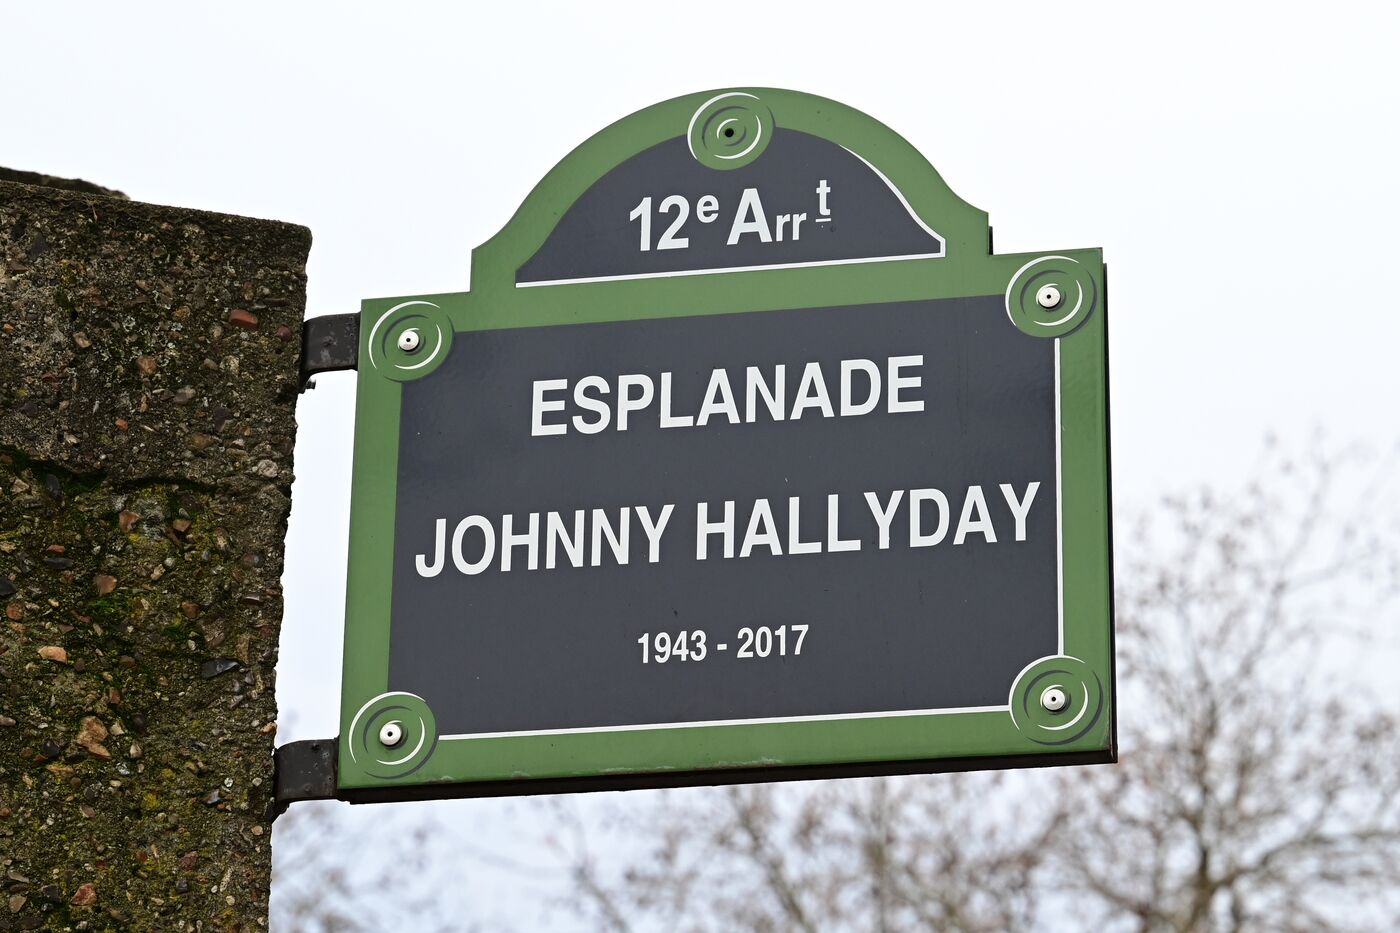 12e Arrt
ESPLANADE
JOHNNY HALLYDAY
1943 - 2017